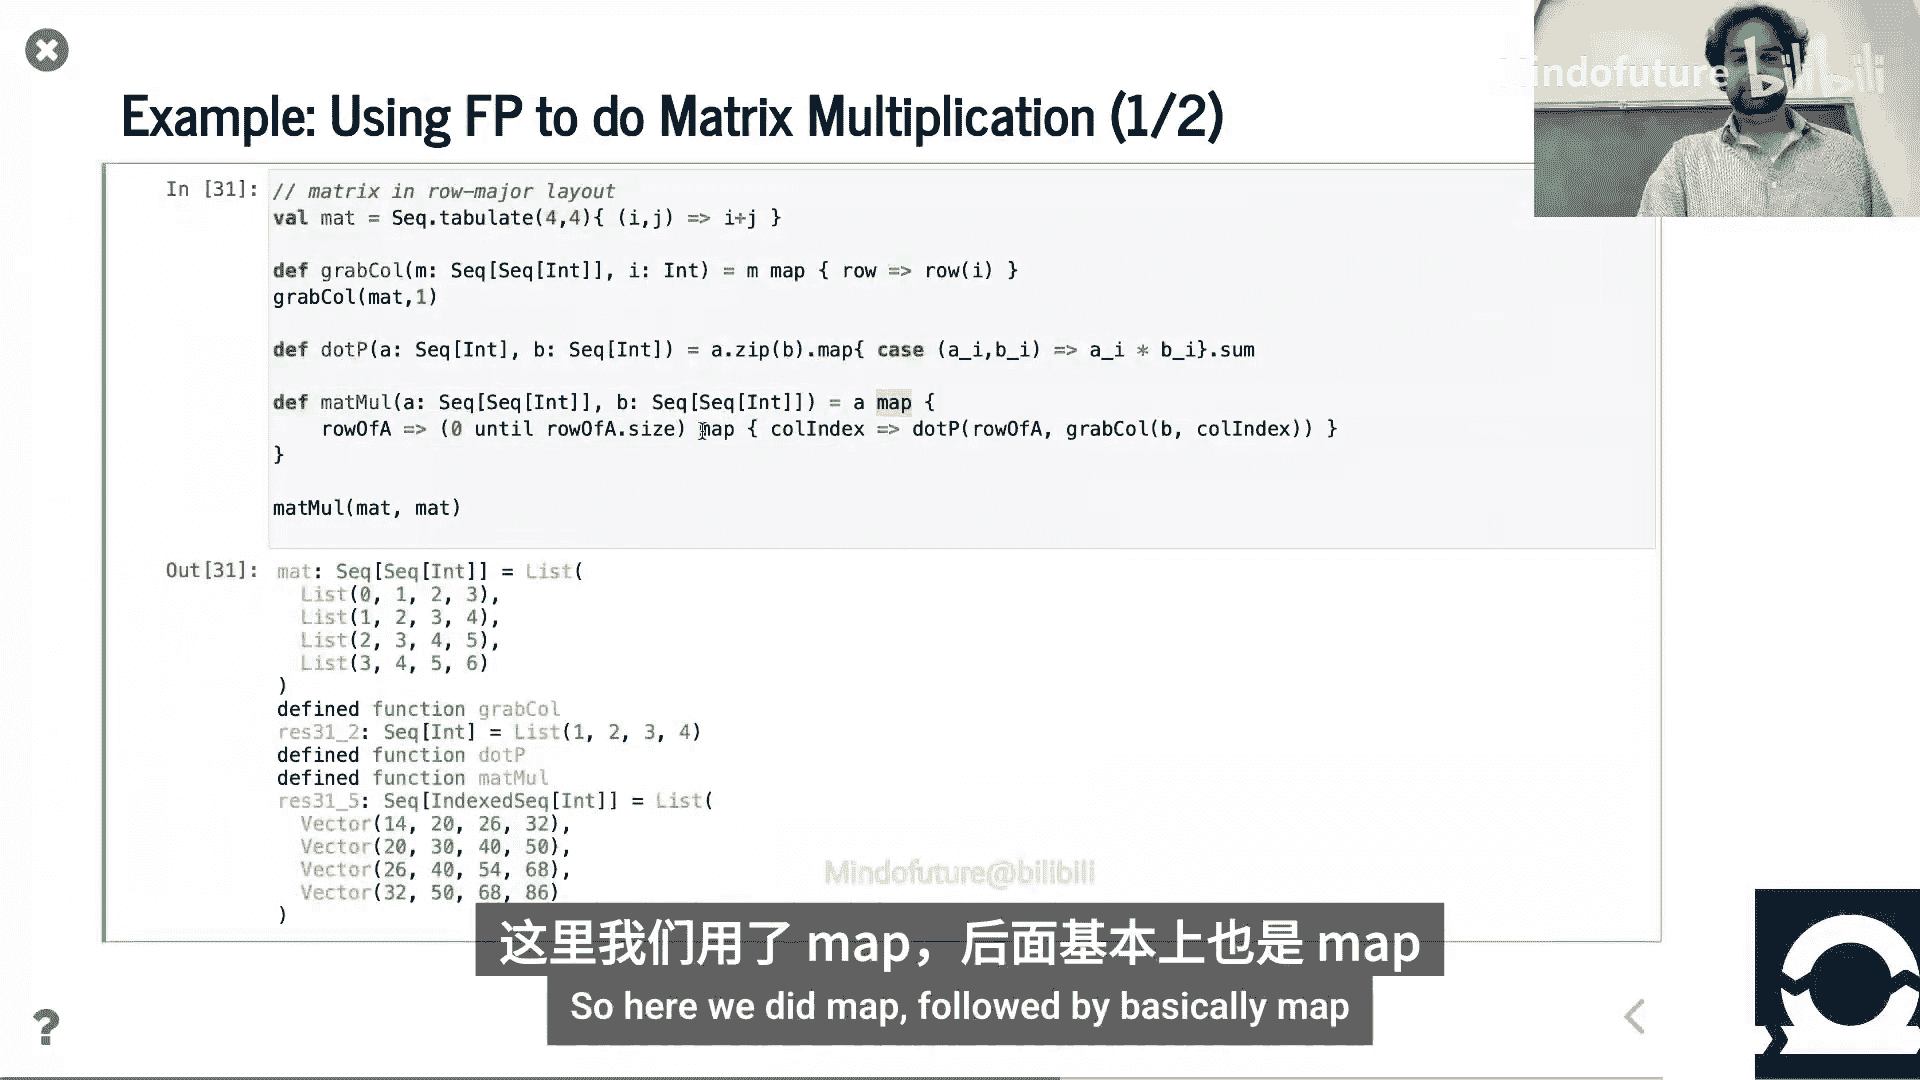 Example: Using FP to do Matrix Multiplication (1/2)
indofuture bilibili
In [31]: // matrix in row-major layout
val mat = Seq.tabulate(4,4){ (i,j) => i+j }
def grabCol(m: Seq[Seq[Int]], i: Int) = m map { row => row(i) }
grabCol(mat,1)
def dotP(a: Seq[Int], b: Seq[Int]) = a.zip(b).map{ case (a_i,b_i) => a_i * b_i}.sum
def matMul(a: Seq[Seq[Int]], b: Seq[Seq[Int]]) = a map {
rowOfA => (0 until rowOfA.size) map { colIndex => dotP(rowOfA, grabCol(b, colIndex)) }
}
matMul(mat, mat)
Out[31]: mat: Seq[Seq[Int]] = List(
List(0, 1, 2, 3),
List(1, 2, 3, 4),
List(2, 3, 4, 5),
List(3, 4, 5, 6)
)
defined function grabCol
res31_2: Seq[Int] = List(1, 2, 3, 4)
defined function dotP
defined function matMul
res31_5: Seq[IndexedSeq[Int]] = List(
Vector(14, 20, 26, 32),
Vector(20, 30, 40, 50),
Vector(26, 40, 54, 68),
Vector(32, 50, 68, 86)
)
Mindofuture@bilibili
这里我们用了 map，后面基本上也是 map
So here we did map, followed by basically map
?